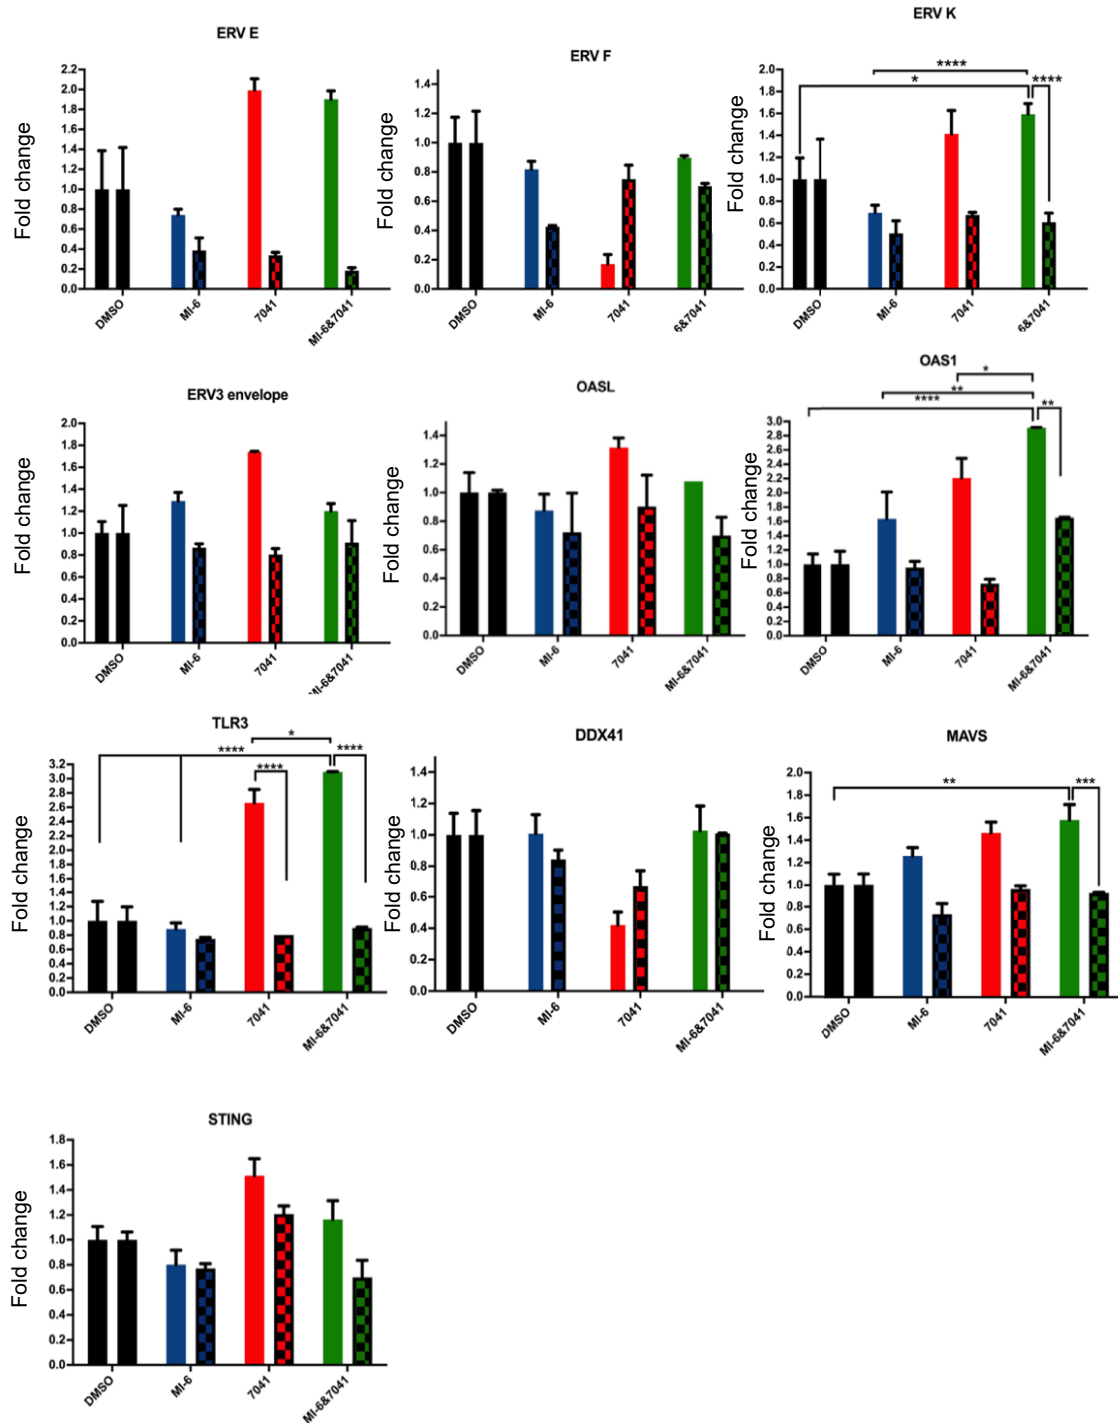 ERV E
Fold change
2.2
2.0
1.8
1.6
1.4
1.2
1.0
0.8
0.6
0.4
0.2
0.0
DMSO
MI-6
7041
MI-6&7041
ERV F
Fold change
1.4
1.2
1.0
0.8
0.6
0.4
0.2
0.0
DMSO
MI-6
7041
6&7041
ERV K
****
*
****
Fold change
2.0
1.8
1.6
1.4
1.2
1.0
0.8
0.6
0.4
0.2
0.0
DMSO
MI-6
7041
6&7041
ERV3 envelope
Fold change
2.0
1.8
1.6
1.4
1.2
1.0
0.8
0.6
0.4
0.2
0.0
DMSO
MI-6
7041
MI-6&7041
OASL
Fold change
1.4
1.2
1.0
0.8
0.6
0.4
0.2
0.0
DMSO
MI-6
7041
MI-6&7041
OAS1
*
**
****
**
Fold change
3.0
2.8
2.6
2.4
2.2
2.0
1.8
1.6
1.4
1.2
1.0
0.8
0.6
0.4
0.2
0.0
DMSO
MI-6
7041
MI-6&7041
TLR3
*
****
****
****
Fold change
3.2
3.0
2.8
2.6
2.4
2.2
2.0
1.8
1.6
1.4
1.2
1.0
0.8
0.6
0.4
0.2
0.0
DMSO
MI-6
7041
MI-6&7041
DDX41
Fold change
1.4
1.2
1.0
0.8
0.6
0.4
0.2
0.0
DMSO
MI-6
7041
MI-6&7041
MAVS
**
***
Fold change
2.0
1.8
1.6
1.4
1.2
1.0
0.8
0.6
0.4
0.2
0.0
DMSO
MI-6
7041
MI-6&7041
STING
Fold change
1.8
1.6
1.4
1.2
1.0
0.8
0.6
0.4
0.2
0.0
DMSO
MI-6
7041
MI-6&7041